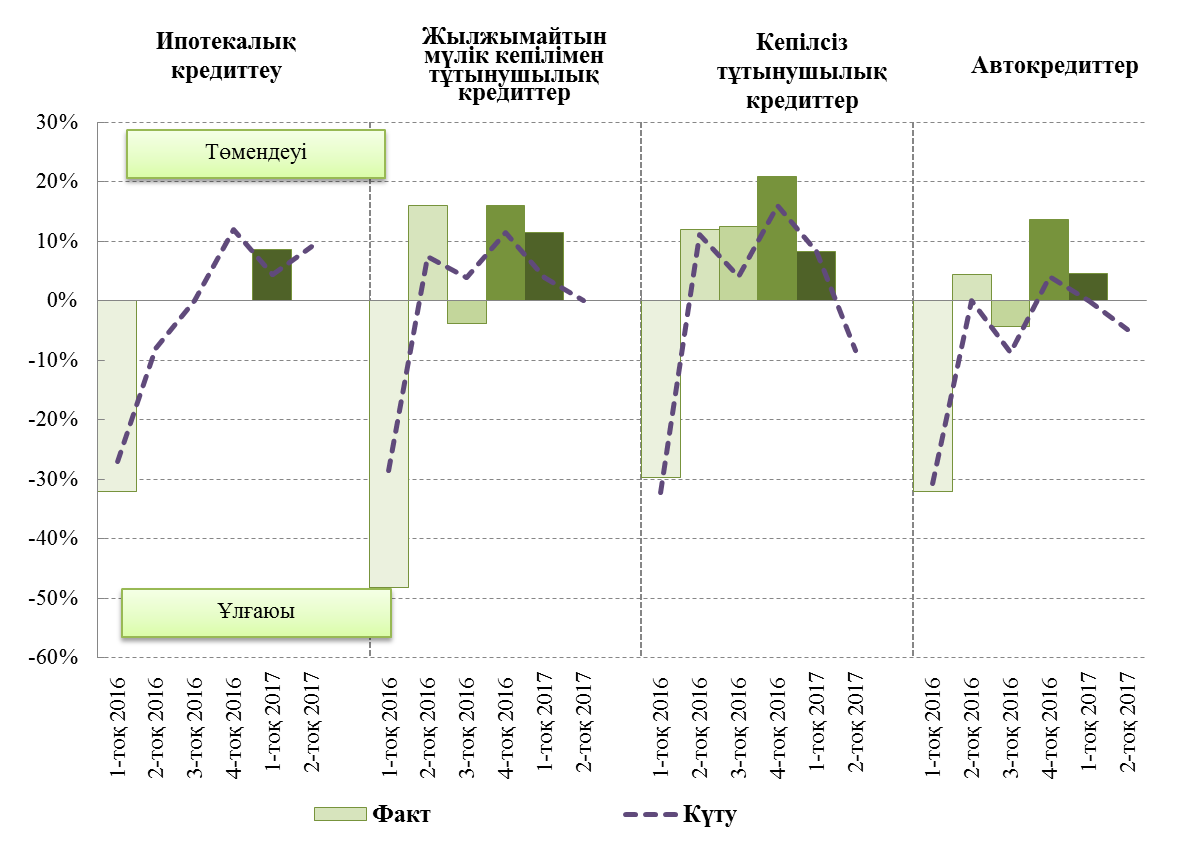 Ипотекалық
кредиттеу
Жылжымайтын
мүлік кепілімен
тұтынушылық
кредиттер
Кепілсіз
тұтынушылық
кредиттер
Автокредиттер
30%
20%
10%
0%
-10%
-20%
-30%
-40%
-50%
-60%
Төмендеуі
Ұлғаюы
1-тоқ 2016
2-тоқ 2016
3-тоқ 2016
4-тоқ 2016
1-тоқ 2017
2-тоқ 2017
1-тоқ 2016
2-тоқ 2016
3-тоқ 2016
4-тоқ 2016
1-тоқ 2017
2-тоқ 2017
1-тоқ 2016
2-тоқ 2016
3-тоқ 2016
4-тоқ 2016
1-тоқ 2017
2-тоқ 2017
1-тоқ 2016
2-тоқ 2016
3-тоқ 2016
4-тоқ 2016
1-тоқ 2017
2-тоқ 2017
Факт
Күту